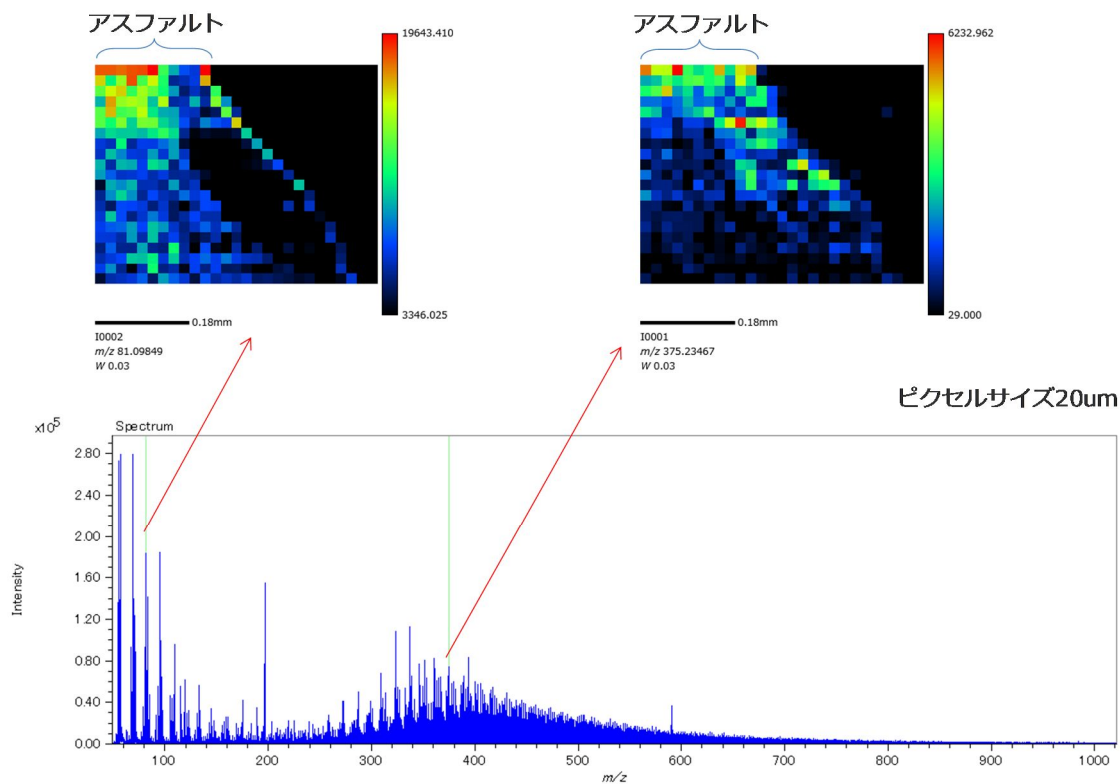 アスファルト
19643.410
3346.025
0.18mm
I0002
m/z 81.09849
W 0.03
アスファルト
6232.962
29.000
0.18mm
I0001
m/z 375.23467
W 0.03
ピクセルサイズ20um
x10⁵
Spectrum
2.80
2.40
2.00
1.60
1.20
0.80
0.40
0.00
Intensity
100 200 300 400 500 600 700 800 900 1000
m/z